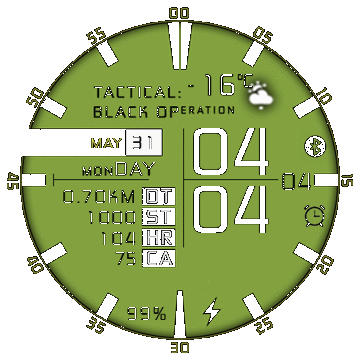 00
55 05
50 10
TACTICAL: - 16°C
BLACK OPERATION
MAY 31
MONDAY
04
04 04
45 15
0.70KM DT
1000 ST
104 HR
75 CA
40 20
99%
35 25
30